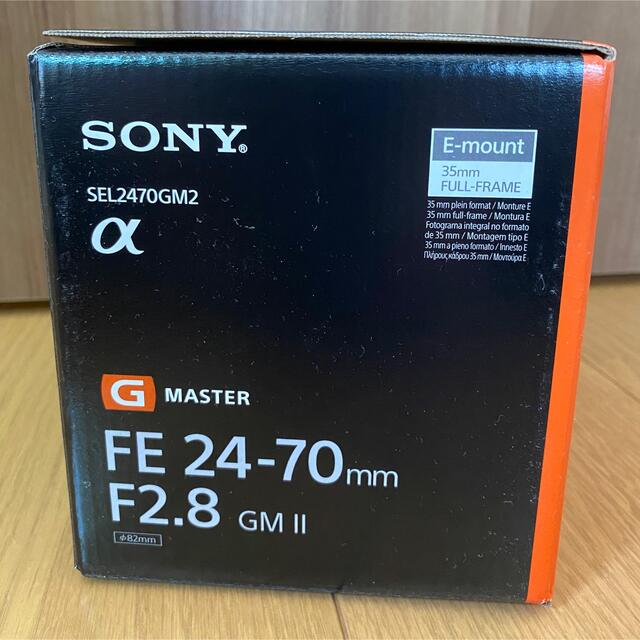 SONY®
SEL2470GM2
α
E-mount
35mm
FULL-FRAME
35 mm plein format / Monture E
35 mm full-frame / Montura E
Fotograma integral no formato
de 35 mm / Montagem tipo E
35 mm a pieno formato / Innesto E
Πλήρους κάδρου 35 mm / Μοντούρα E
G MASTER
FE 24-70mm
F2.8 GM II
ϕ82mm